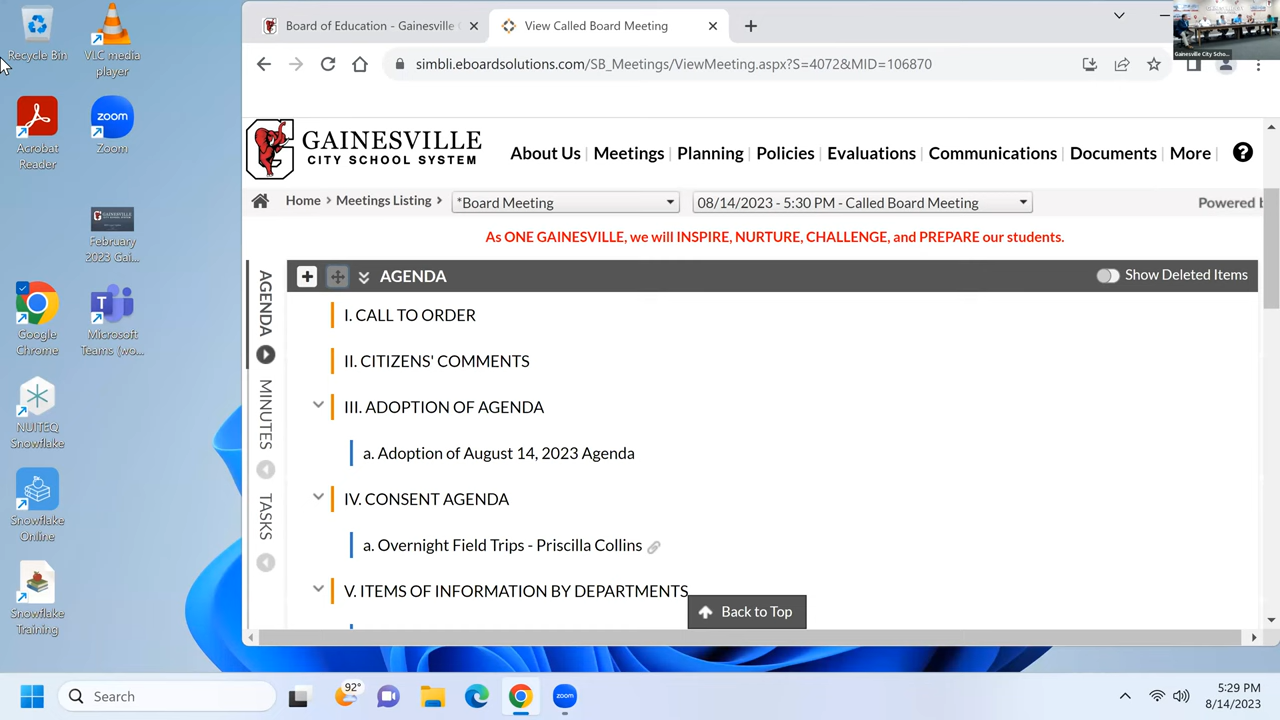 Recycle Bin
VLC media player
Acrobat Reader
zoom
Zoom
GAINESVILLE
February 2023 Gai...
Google Chrome
Microsoft Teams (wo...
NUITEQ Snowflake
Snowflake Online
Snowflake Training
Board of Education - Gainesville
View Called Board Meeting
simbli.eboardsolutions.com/SB_Meetings/ViewMeeting.aspx?S=4072&MID=106870
Gainesville City Scho...
GAINESVILLE
CITY SCHOOL SYSTEM
About Us Meetings Planning Policies Evaluations Communications Documents More
Home > Meetings Listing >
*Board Meeting
08/14/2023 - 5:30 PM - Called Board Meeting
Powered b
As ONE GAINESVILLE, we will INSPIRE, NURTURE, CHALLENGE, and PREPARE our students.
AGENDA
MINUTES
TASKS
AGENDA
Show Deleted Items
I. CALL TO ORDER
II. CITIZENS' COMMENTS
III. ADOPTION OF AGENDA
a. Adoption of August 14, 2023 Agenda
IV. CONSENT AGENDA
a. Overnight Field Trips - Priscilla Collins
V. ITEMS OF INFORMATION BY DEPARTMENTS
Back to Top
Search
92°
zoom
5:29 PM
8/14/2023